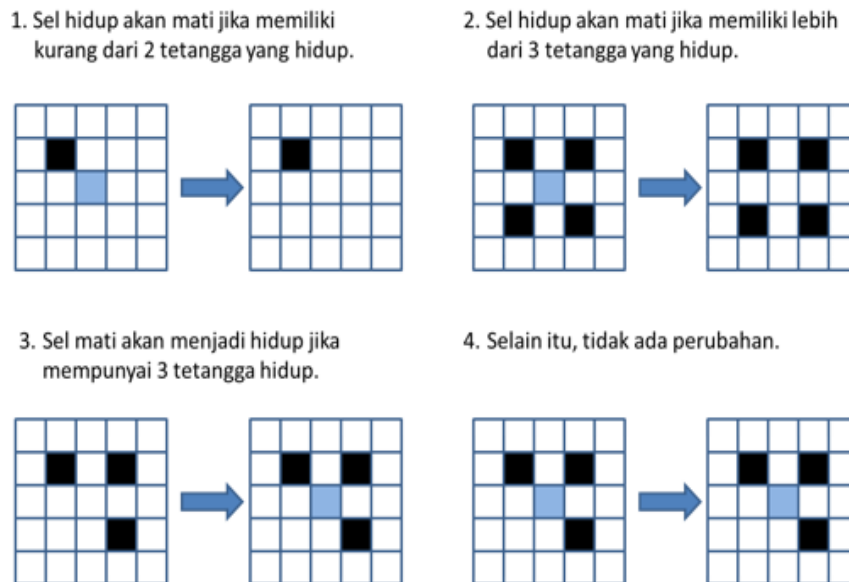 1. Sel hidup akan mati jika memiliki
kurang dari 2 tetangga yang hidup.
2. Sel hidup akan mati jika memiliki lebih
dari 3 tetangga yang hidup.
3. Sel mati akan menjadi hidup jika
mempunyai 3 tetangga hidup.
4. Selain itu, tidak ada perubahan.